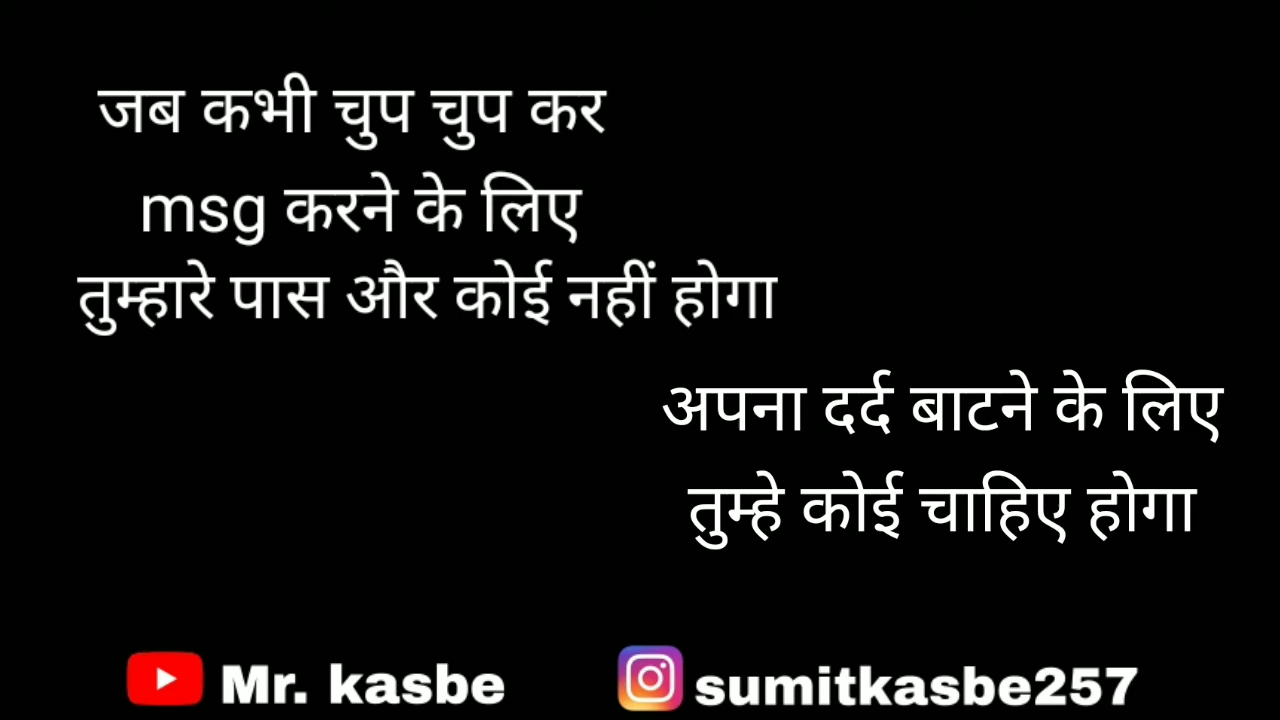 जब कभी चुप चुप कर
msg करने के लिए
तुम्हारे पास और कोई नहीं होगा
अपना दर्द बाटने के लिए
तुम्हे कोई चाहिए होगा
Mr. kasbe
sumitkasbe257